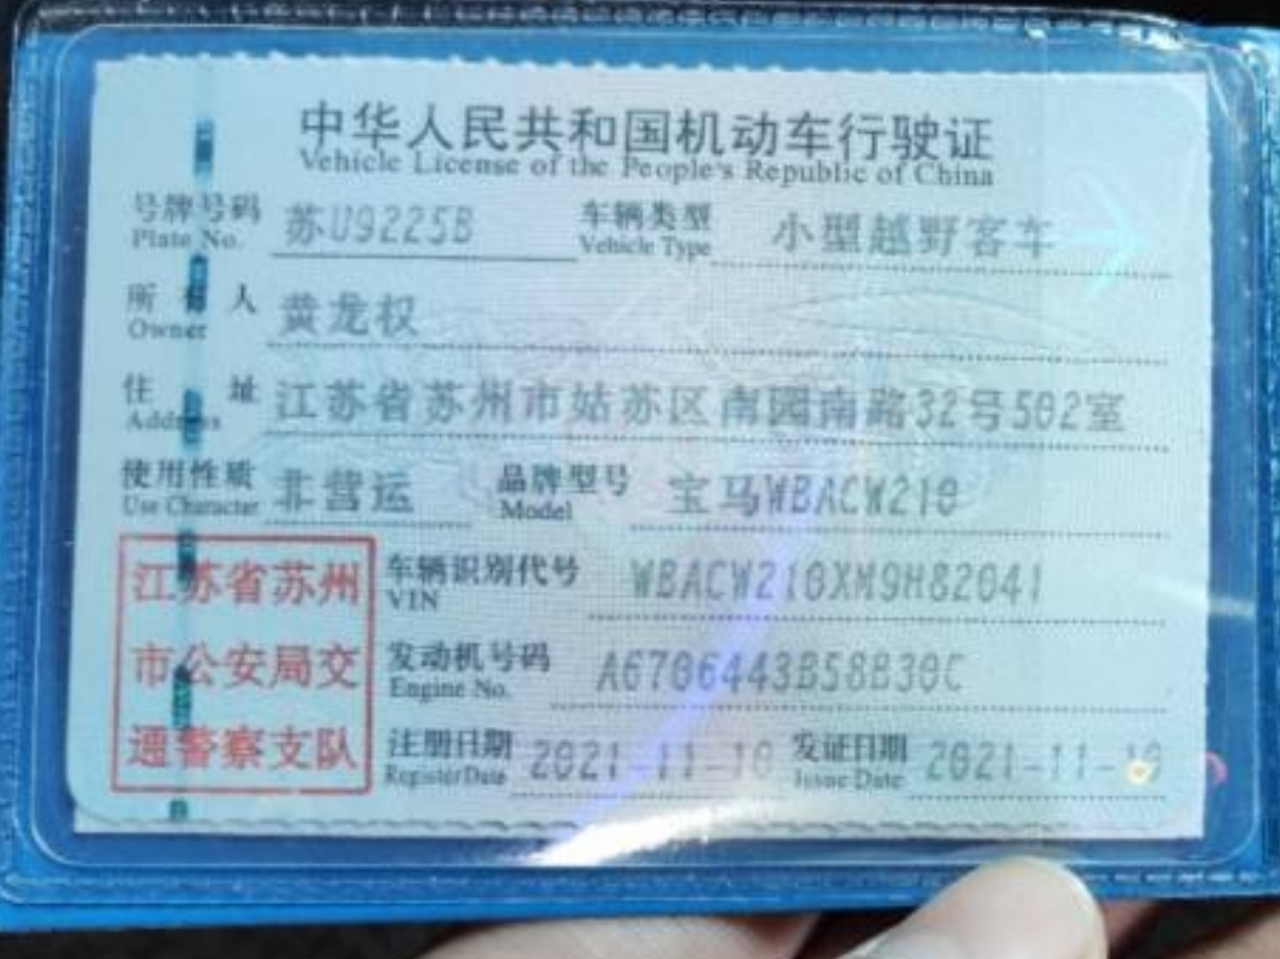 中华人民共和国机动车行驶证
Vehicle License of the People's Republic of China
号牌号码 苏U9225B 车辆类型 小型越野客车
Plate No. Vehicle Type
所有人 黄龙权
Owner
住址 江苏省苏州市姑苏区南园南路32号502室
Address
使用性质 非营运 品牌型号 宝马WBACW210
Use Character Model
江苏省苏州
市公安局交
通警察支队
车辆识别代号 WBACW210XM9H82041
VIN
发动机号码 A6706443B58B30C
Engine No.
注册日期 2021-11-10 发证日期 2021-11-
Register Date Issue Date